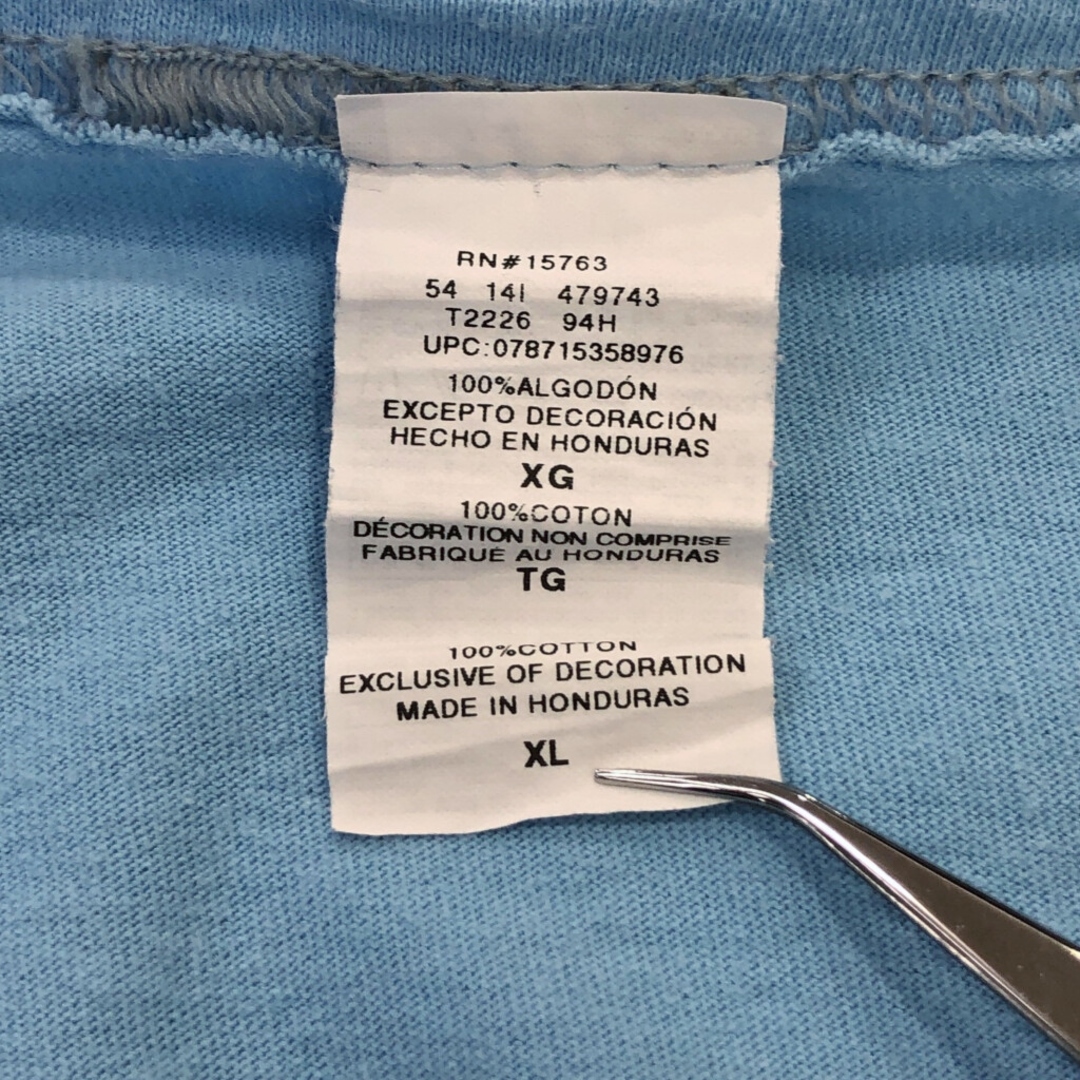 RN#15763
54 14I 479743
T2226 94H
UPC:078715358976
100%ALGODÓN
EXCEPTO DECORACIÓN
HECHO EN HONDURAS
XG
100%COTON
DÉCORATION NON COMPRISE
FABRIQUÉ AU HONDURAS
TG
100%COTTON
EXCLUSIVE OF DECORATION
MADE IN HONDURAS
XL